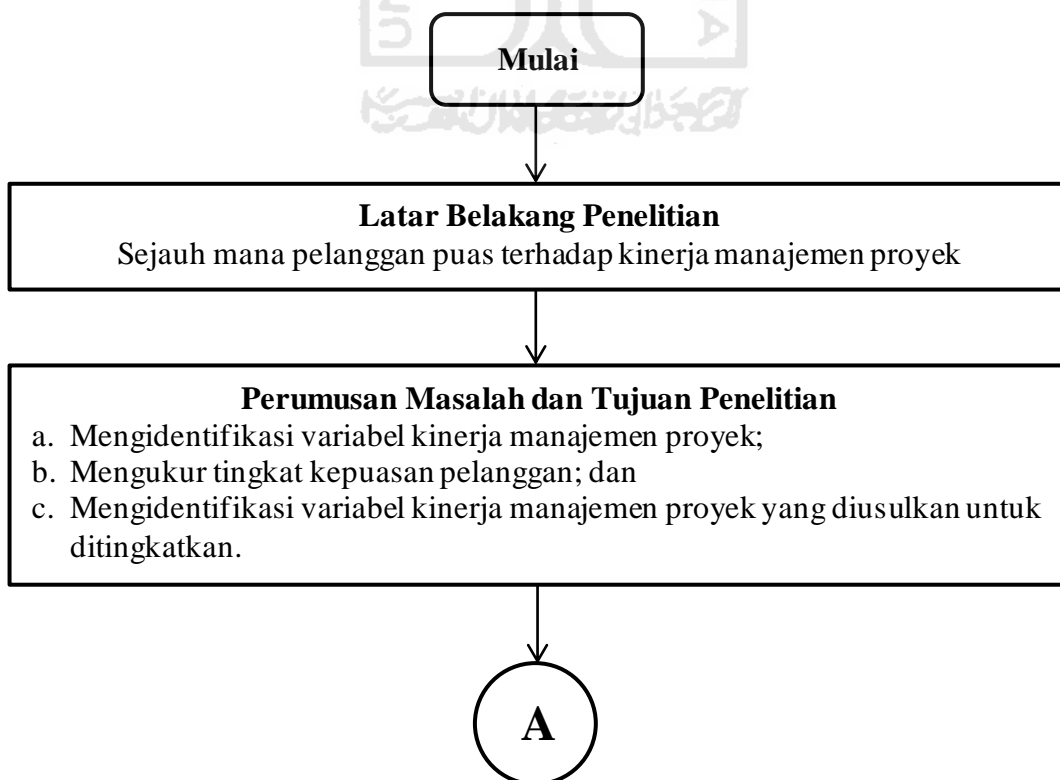 Mulai
Latar Belakang Penelitian
Sejauh mana pelanggan puas terhadap kinerja manajemen proyek
Perumusan Masalah dan Tujuan Penelitian
a. Mengidentifikasi variabel kinerja manajemen proyek;
b. Mengukur tingkat kepuasan pelanggan; dan
c. Mengidentifikasi variabel kinerja manajemen proyek yang diusulkan untuk
ditingkatkan.
A